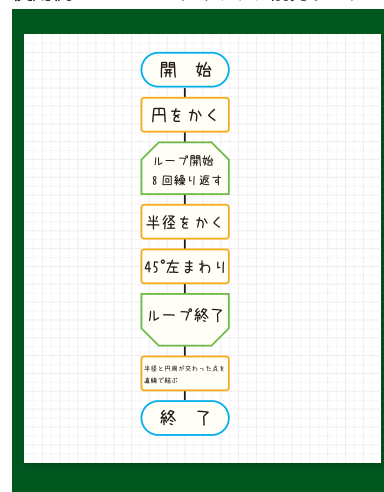 開 始
円をかく
ループ開始
8回繰り返す
半径をかく
45°左まわり
ループ終了
半径と円周が交わった点を
直線で結ぶ
終 了